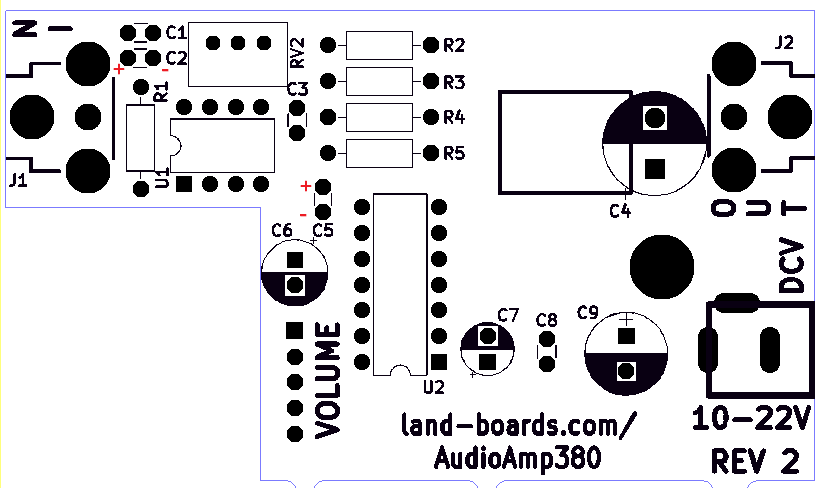 IN
C1
C2
+ -
R1
RV2
C3
R2
R3
R4
R5
J1
U1
J2
C4
OUT
+
-
C6
+
C5
DCV
VOLUME
U2
C7
+
C8
C9
+
10-22V
land-boards.com/
AudioAmp380
REV 2